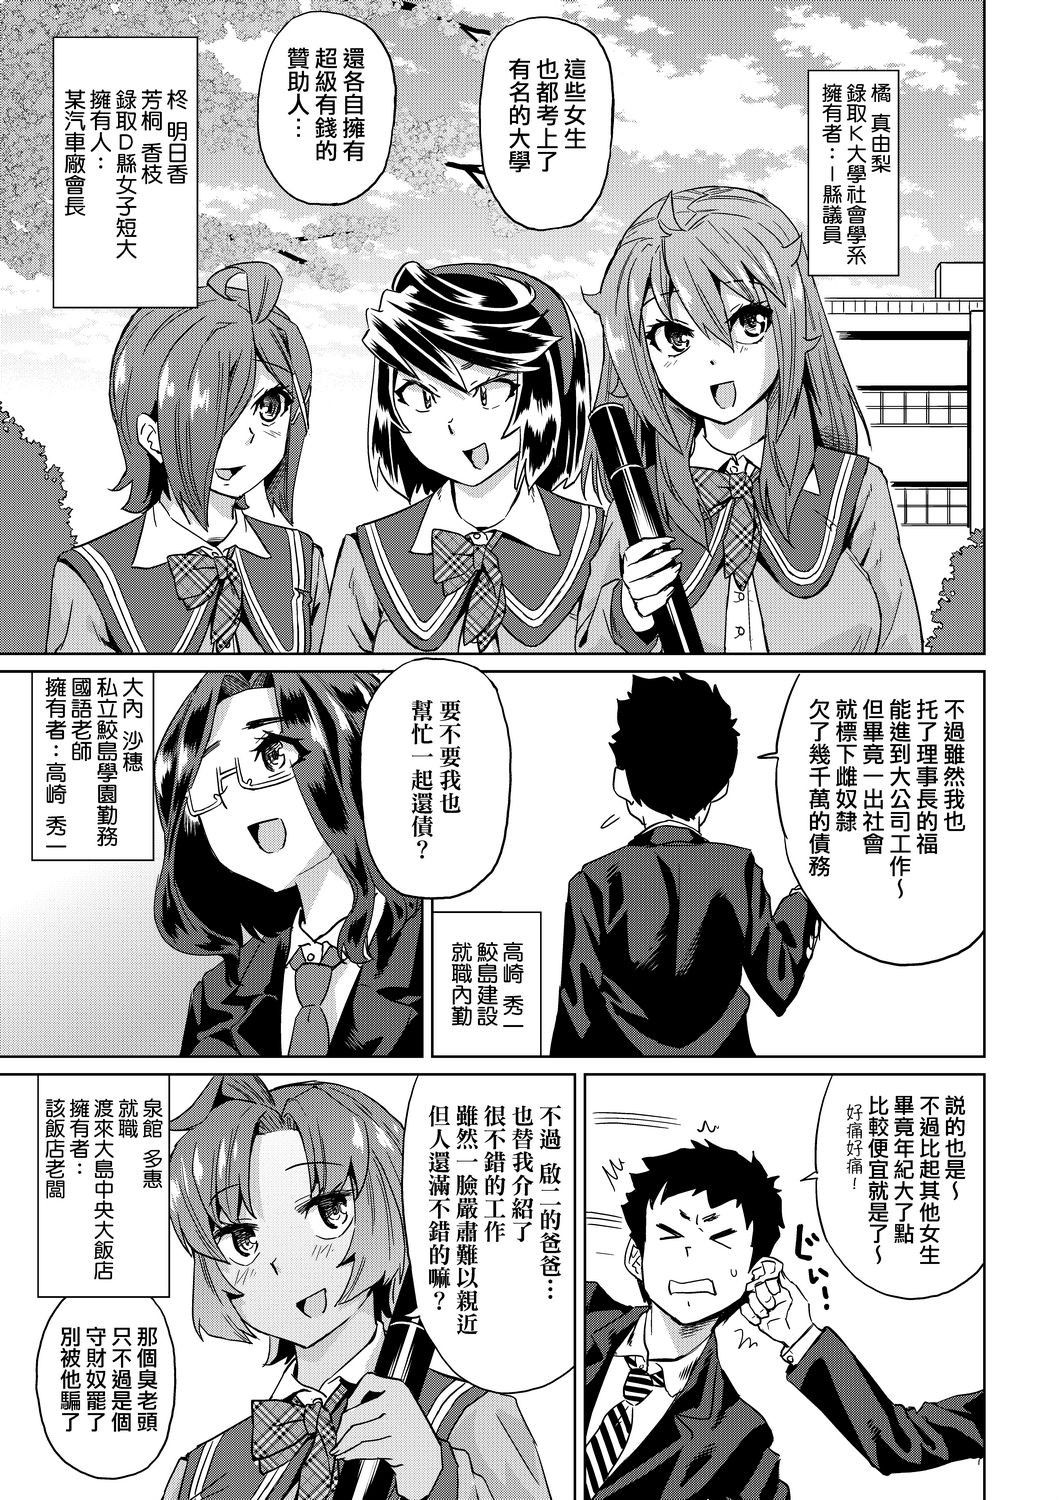 橘 真由梨
錄取K大學社會學系
擁有者：I縣議員
這些女生
也都考上了
有名的大學
還各自擁有
超級有錢的
贊助人…
柊 明日香
芳桐 香枝
錄取D縣女子短大
擁有人：
某汽車廠會長
不過雖然我也
托了理事長的福
能進到大公司工作~
但畢竟一出社會
就標下雌奴隸
欠了幾千萬的債務
高崎 秀一
鮫島建設
就職內勤
要不要我也
幫忙一起還債？
大內 沙穗
私立鮫島學園勤務
國語老師
擁有者：高崎 秀一
說的也是~
不過比起其他女生
畢竟年紀大了點
比較便宜就是了~
好痛好痛！
ぐいっ…
不過 啟二的爸爸…
也替我介紹了
很不錯的工作
雖然一臉嚴肅難以親近
但人還滿不錯的嘛？
泉館 多惠
就職
渡來大島中央大飯店
擁有者：
該飯店老闆
那個臭老頭
只不過是個
守財奴罷了
別被他騙了